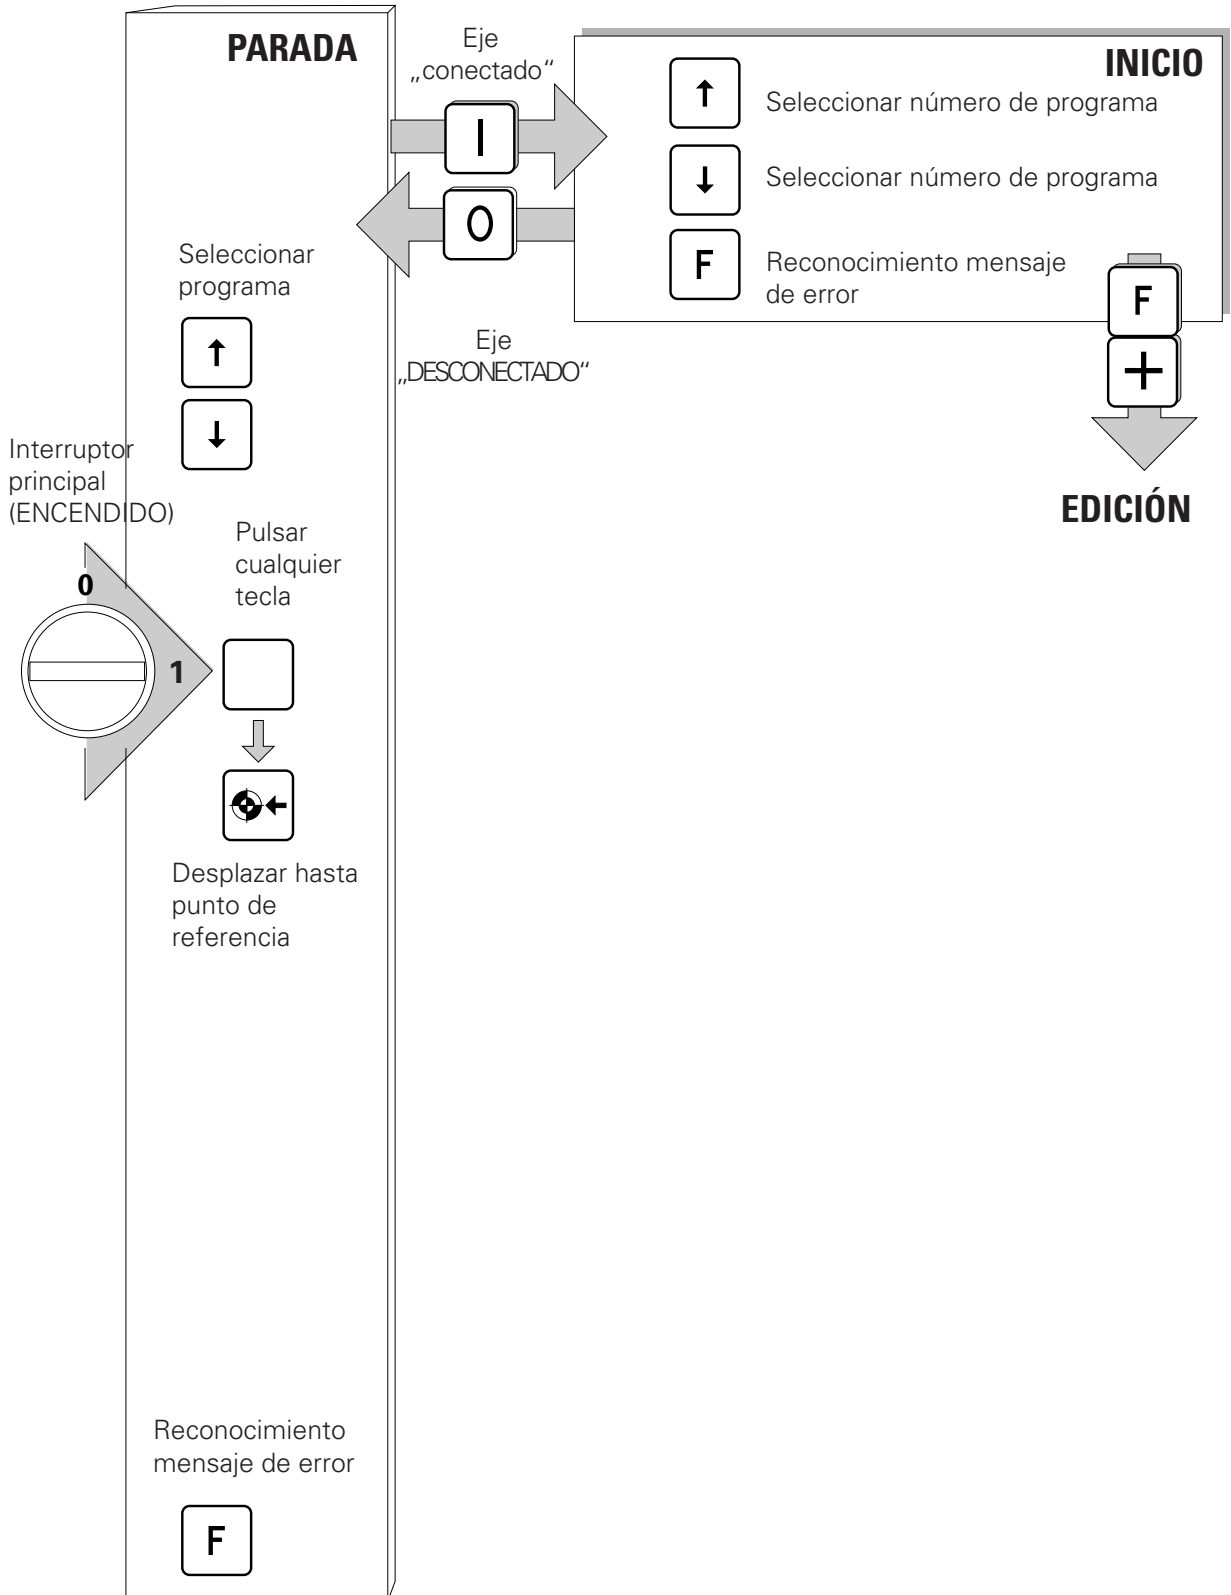 PARADA
Eje
„conectado“
I
O
Eje
„DESCONECTADO“
INICIO
↑
Seleccionar número de programa
↓
Seleccionar número de programa
F
Reconocimiento mensaje
de error
F
+
EDICIÓN
Seleccionar
programa
↑
↓
Interruptor
principal
(ENCENDIDO)
0
1
Pulsar
cualquier
tecla
Desplazar hasta
punto de
referencia
Reconocimiento
mensaje de error
F